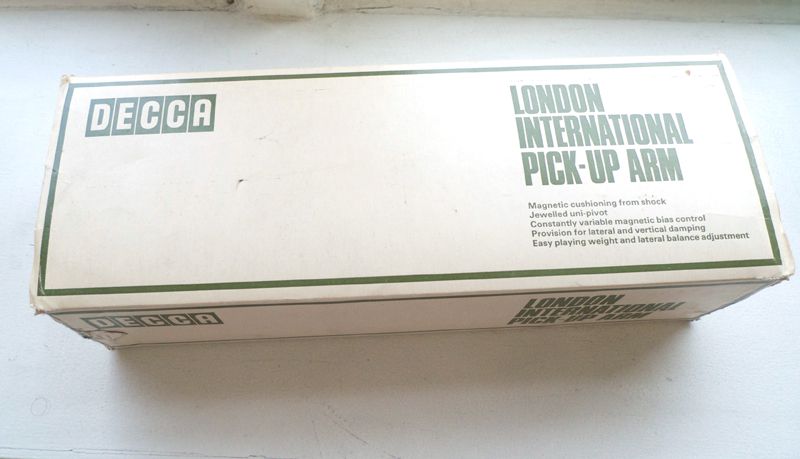 DECCA
LONDON
INTERNATIONAL
PICK-UP ARM
Magnetic cushioning from shock
Jewelled uni-pivot
Constantly variable magnetic bias control
Provision for lateral and vertical damping
Easy playing weight and lateral balance adjustment
DECCA
LONDON
INTERNATIONAL
PICK-UP ARM